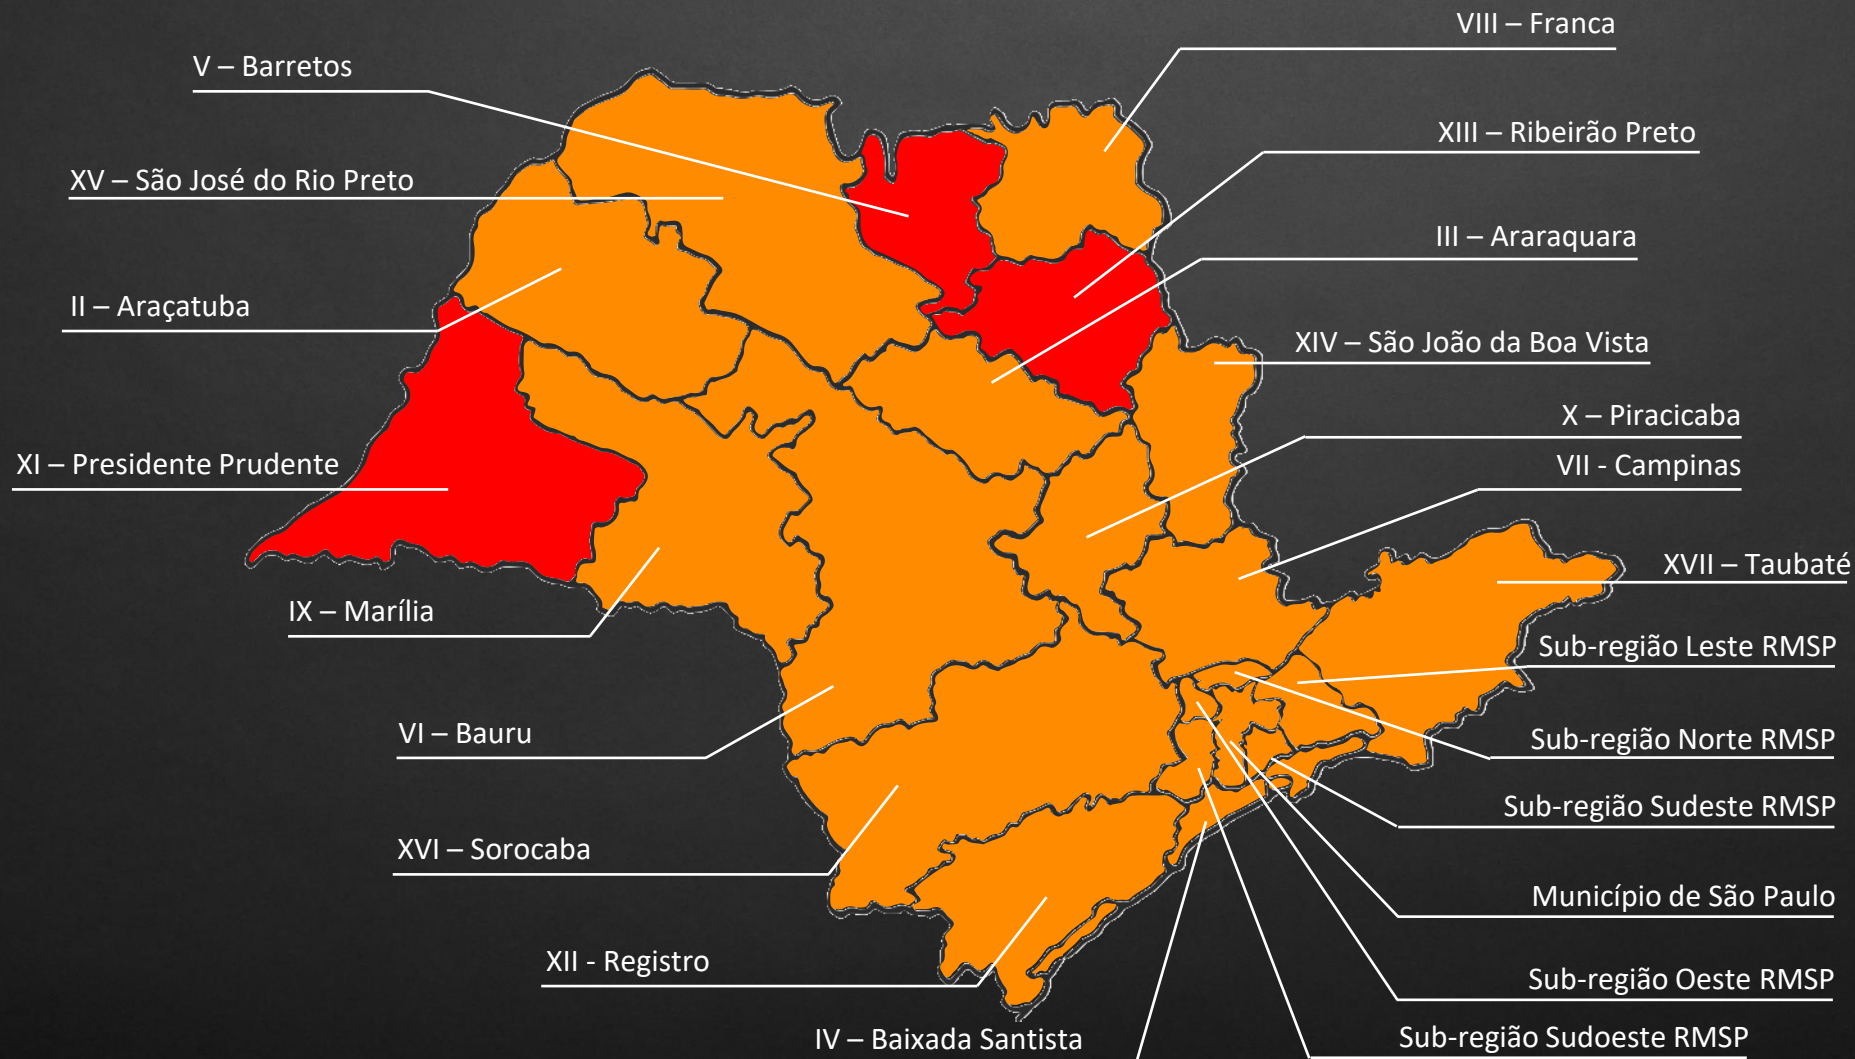 VIII – Franca
V – Barretos
XIII – Ribeirão Preto
XV – São José do Rio Preto
III – Araraquara
II – Araçatuba
XIV – São João da Boa Vista
X – Piracicaba
XI – Presidente Prudente
VII - Campinas
XVII – Taubaté
IX – Marília
Sub-região Leste RMSP
VI – Bauru
Sub-região Norte RMSP
Sub-região Sudeste RMSP
XVI – Sorocaba
Município de São Paulo
XII - Registro
Sub-região Oeste RMSP
IV – Baixada Santista
Sub-região Sudoeste RMSP